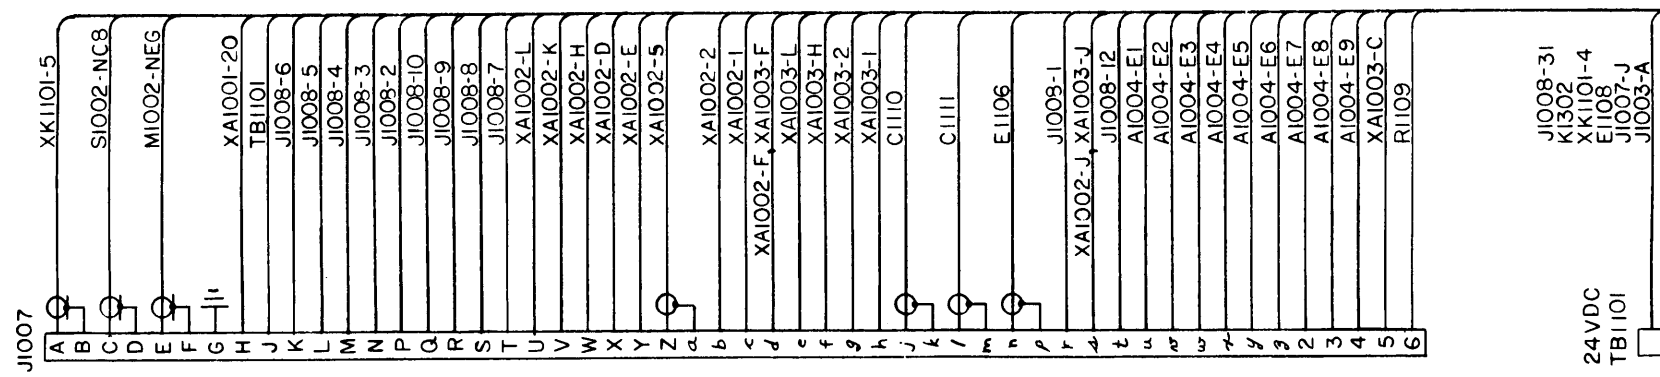 J1007
A
B
C
D
E
F
G
H
J
K
L
M
N
P
Q
R
S
T
U
V
W
X
Y
Z
a
b
c
d
e
f
g
h
j
k
l
m
n
p
r
s
t
u
v
w
x
y
z
2
3
4
5
6
XK1101-5
S1002-NC8
M1002-NEG
XA1001-20
TB1101
J1008-6
J1008-5
J1008-4
J1008-3
J1008-2
J1008-10
J1008-9
J1008-8
J1008-7
XA1002-L
XA1002-K
XA1002-H
XA1002-D
XA1002-E
XA1002-5
XA1002-2
XA1002-1
XA1002-F, XA1003-F
XA1003-L
XA1003-H
XA1003-2
XA1003-1
C1110
C1111
E1106
J1008-1
XA1002-J, XA1003-J
J1008-12
A1004-E1
A1004-E2
A1004-E3
A1004-E4
A1004-E5
A1004-E6
A1004-E7
A1004-E8
A1004-E9
XA1003-C
R1109
J1008-31
K1302
XK1101-4
E1108
J1007-J
J1003-A
24VDC
TB1101